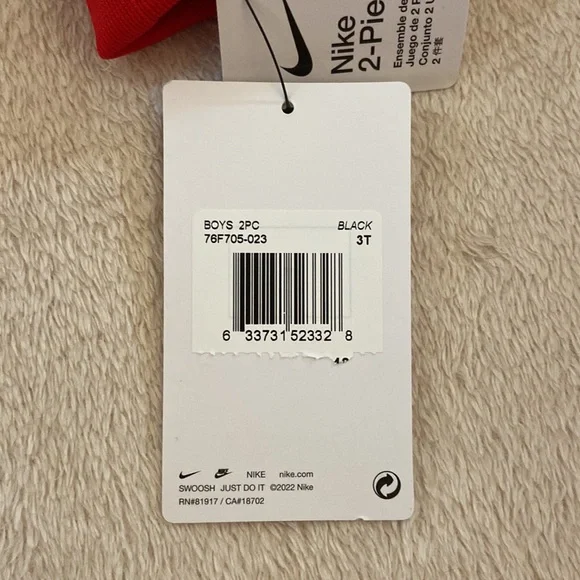 Nike
2-Pie
Ensemble de
Juego de 2 P
Conjunto 2 U
2 件套
BOYS 2PC BLACK
76F705-023 3T
6 33731 52332 8
NIKE nike.com
SWOOSH JUST DO IT ©2022 Nike
RN#81917 / CA#18702